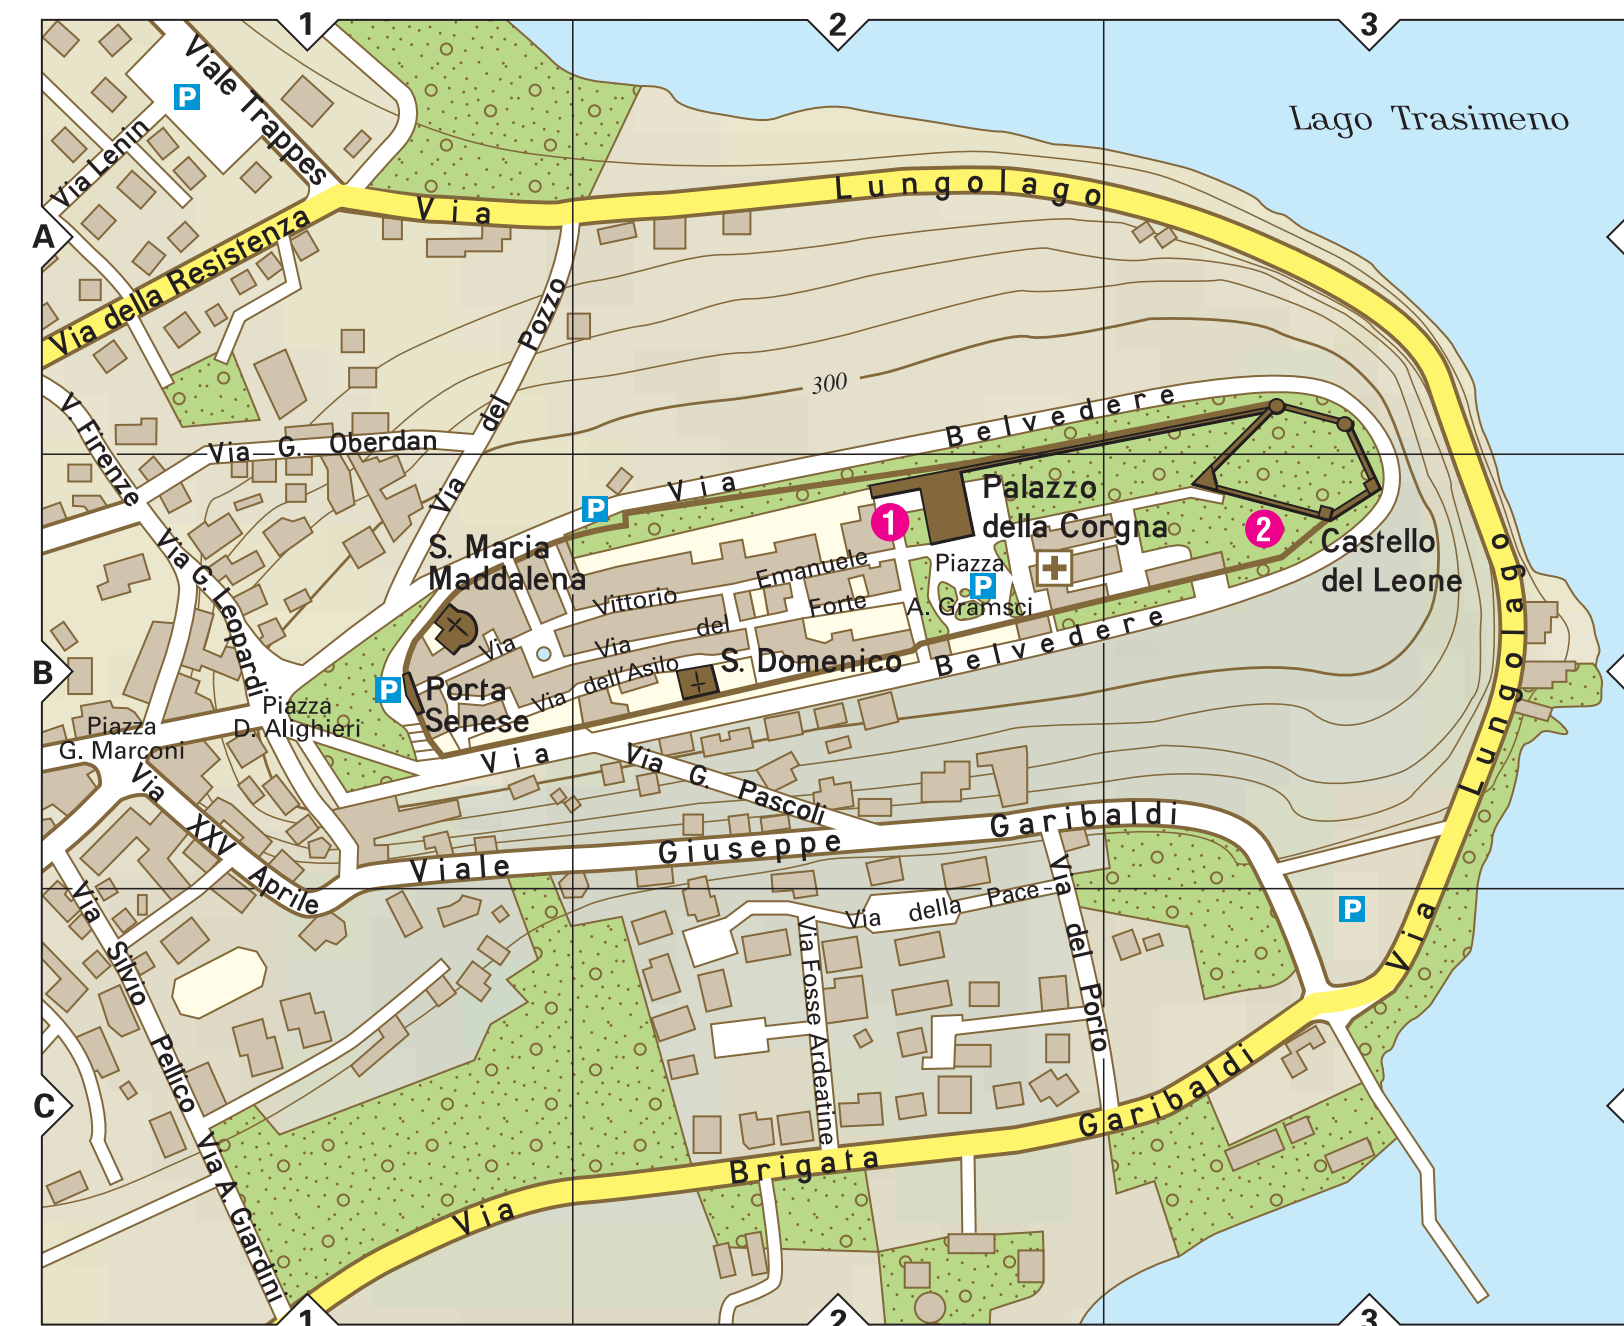 1
2
3
A
B
C
1
2
3
Lago Trasimeno
P
Viale Trappes
Via Lenin
Via della Resistenza
Via
Lungolago
Via del Pozzo
300
V. Firenze
Via G. Oberdan
Via Belvedere
P
Palazzo
della Corgna
1
2
Castello
del Leone
S. Maria
Maddalena
Via Vittorio Emanuele
Piazza
P
A. Gramsci
Via del Forte
Via dell'Asilo
S. Domenico
Via Belvedere
P
Porta
Senese
Via G. Leopardi
Piazza
D. Alighieri
Piazza
G. Marconi
Via XXV Aprile
Via G. Pascoli
Viale Giuseppe Garibaldi
Via Lungolago
Via della Pace
Via del Porto
P
Via Fosse Ardeatine
Via Silvio Pellico
Via A. Giardini
Via Brigata Garibaldi